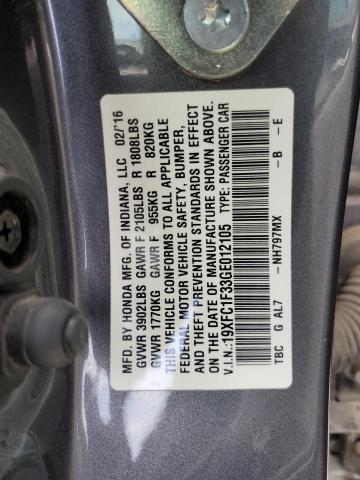 MFD. BY HONDA MFG. OF INDIANA, LLC 02/'16
GVWR 3902LBS GAWR F 2105LBS R 1808LBS
GVWR 1770KG GAWR F 955KG R 820KG
THIS VEHICLE CONFORMS TO ALL APPLICABLE
FEDERAL MOTOR VEHICLE SAFETY, BUMPER,
AND THEFT PREVENTION STANDARDS IN EFFECT
ON THE DATE OF MANUFACTURE SHOWN ABOVE.
V.I.N.:19XFC1F33GE012105 TYPE: PASSENGER CAR
TBC G AL7 -NH797MX -B -E